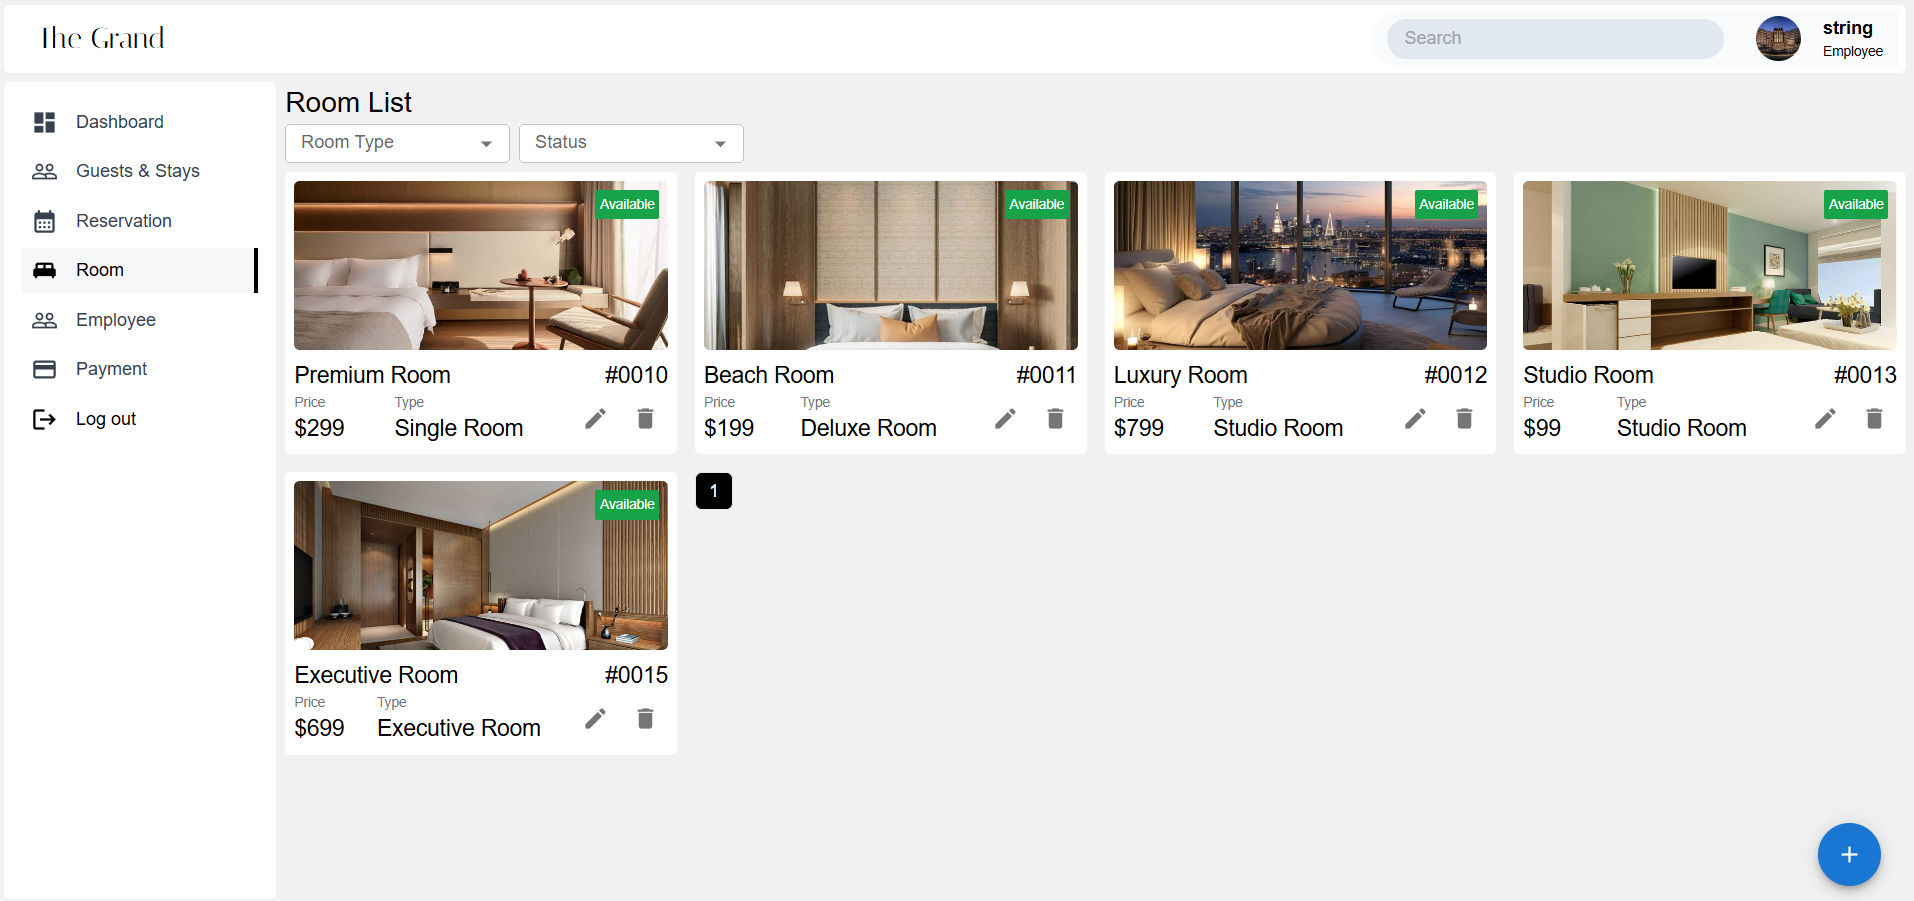 The Grand
Search
string
Employee
Dashboard
Guests & Stays
Reservation
Room
Employee
Payment
Log out
Room List
Room Type
Status
Available
Premium Room #0010
Price Type
$299 Single Room
Available
Beach Room #0011
Price Type
$199 Deluxe Room
Available
Luxury Room #0012
Price Type
$799 Studio Room
Available
Studio Room #0013
Price Type
$99 Studio Room
Available
Executive Room #0015
Price Type
$699 Executive Room
1